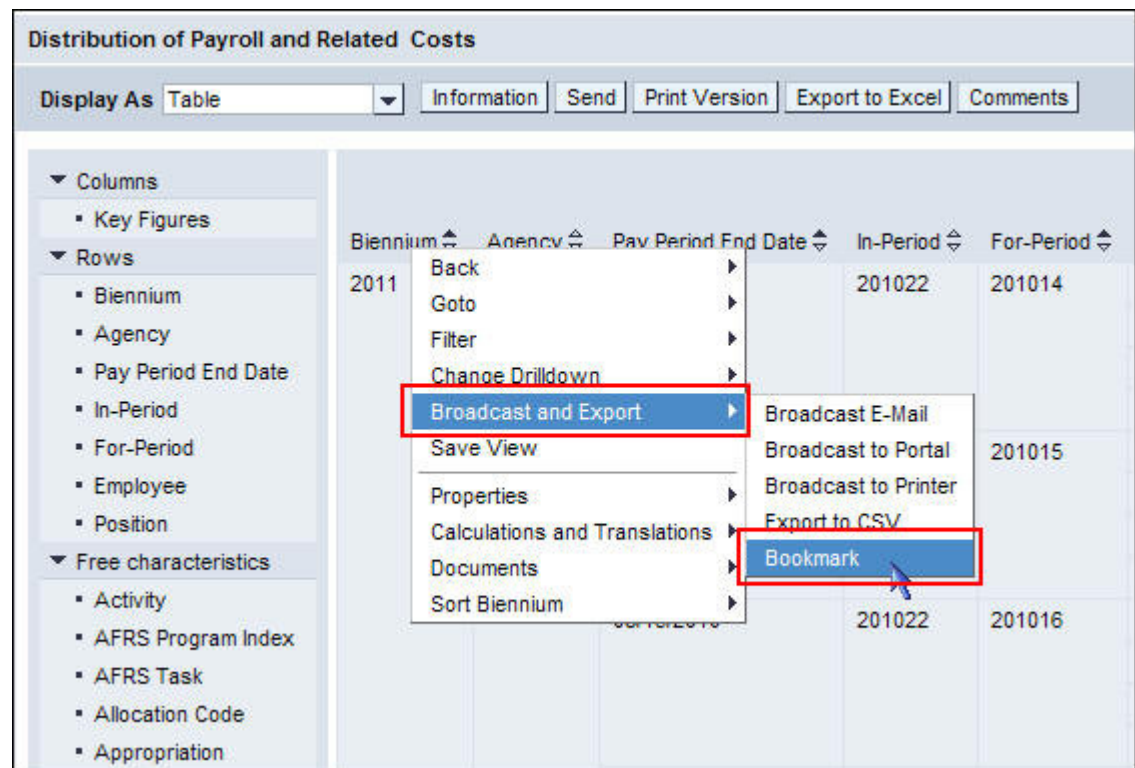 Distribution of Payroll and Related Costs
Display As Table Information Send Print Version Export to Excel Comments
Columns
Key Figures
Rows
Biennium
Agency
Pay Period End Date
In-Period
For-Period
Employee
Position
Free characteristics
Activity
AFRS Program Index
AFRS Task
Allocation Code
Appropriation
Biennium Agency Pay Period End Date In-Period For-Period
2011 201022 201014
201015
201022 201016
Back
Goto
Filter
Change Drilldown
Broadcast and Export
Save View
Properties
Calculations and Translations
Documents
Sort Biennium
Broadcast E-Mail
Broadcast to Portal
Broadcast to Printer
Export to CSV
Bookmark